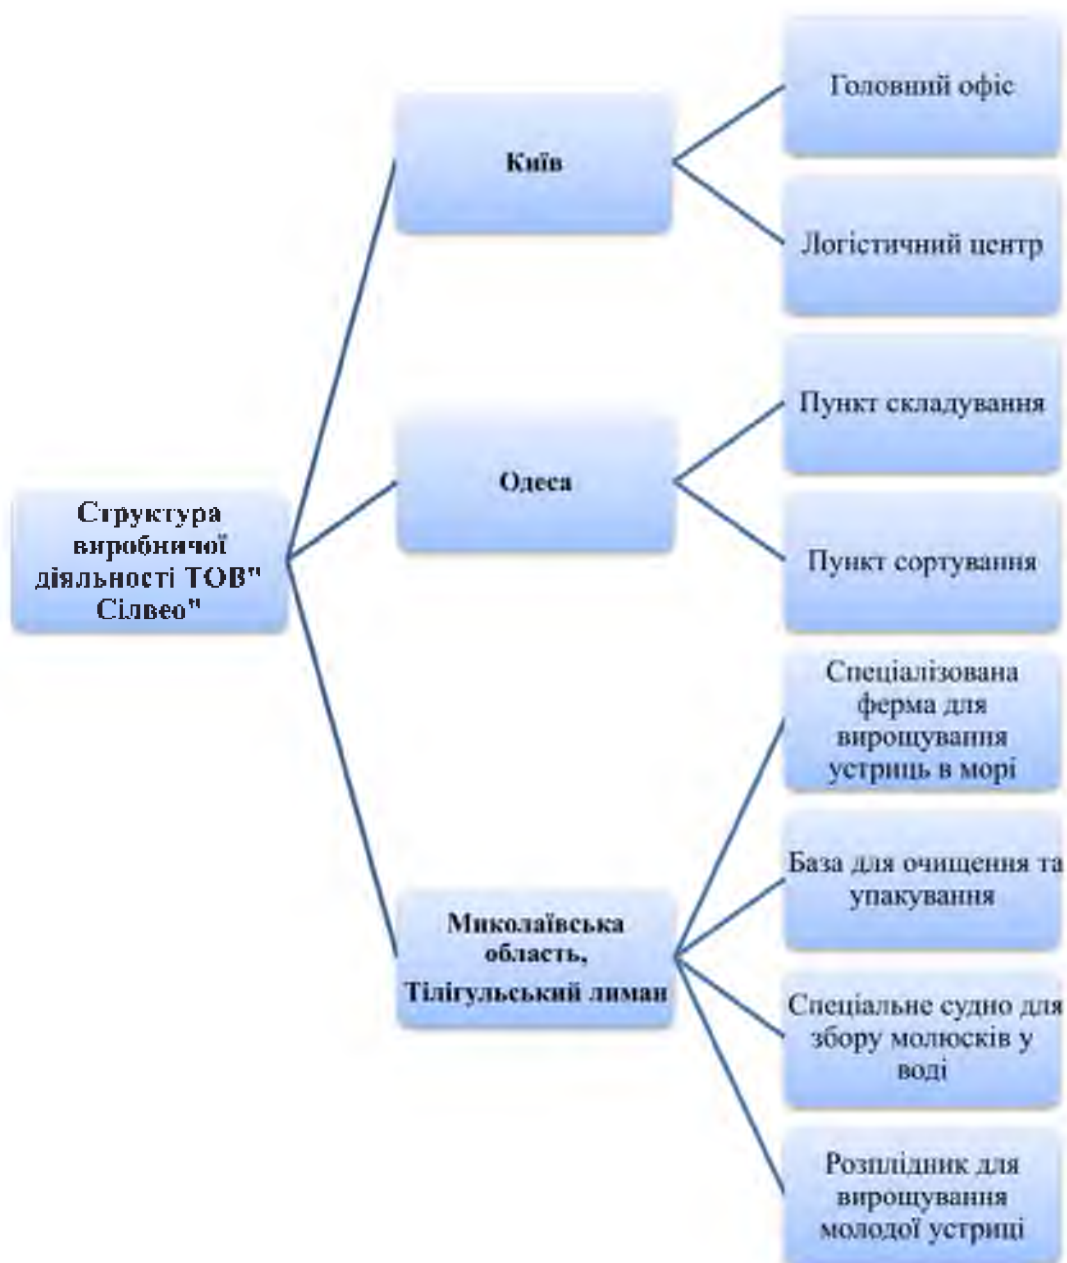 Головний офіс
Київ
Логістичний центр
Пункт складування
Одеса
Пункт сортування
Структура
виробничої
діяльності ТОВ"
Сілвео"
Спеціалізована
ферма для
вирощування
устриць в морі
База для очищення та
упакування
Миколаївська
область,
Тілігульський лиман
Спеціальне судно для
збору молюсків у
воді
Розплідник для
вирощування
молодої устриці